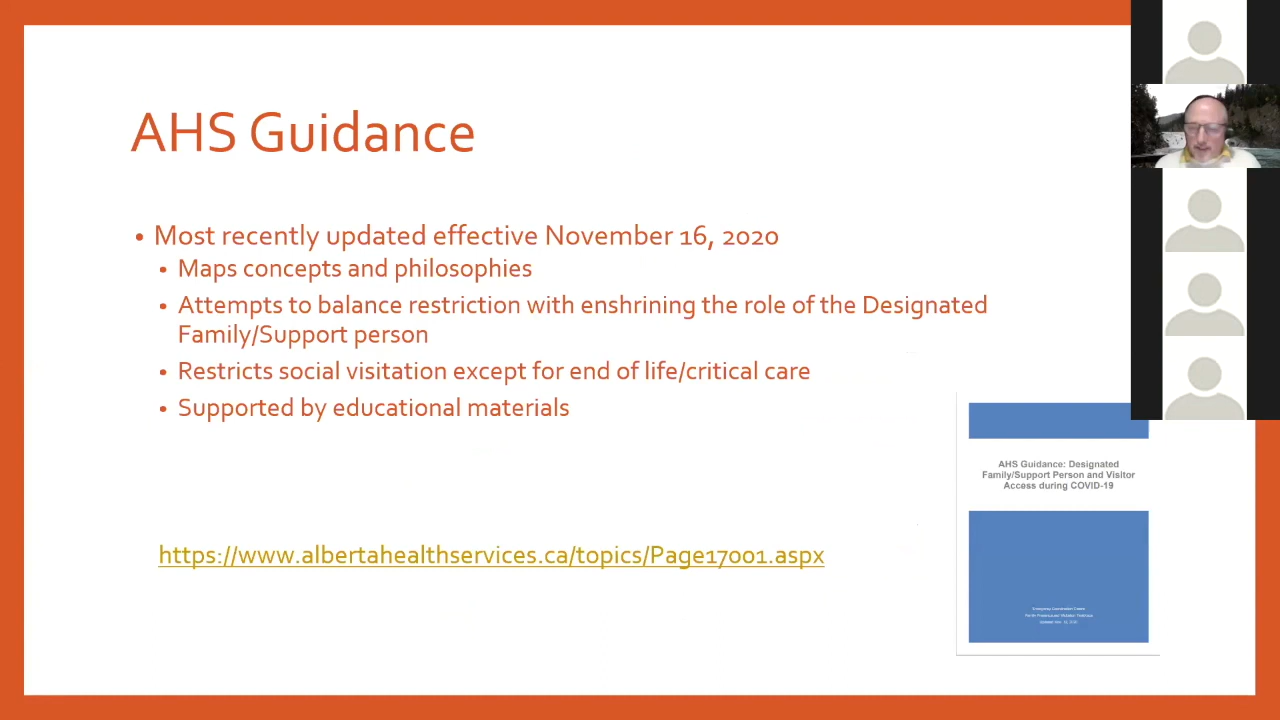 AHS Guidance
• Most recently updated effective November 16, 2020
• Maps concepts and philosophies
• Attempts to balance restriction with enshrining the role of the Designated
Family/Support person
• Restricts social visitation except for end of life/critical care
• Supported by educational materials
https://www.albertahealthservices.ca/topics/Page17001.aspx
AHS Guidance: Designated
Family/Support Person and Visitor
Access during COVID-19
Emergency Coordination Centre